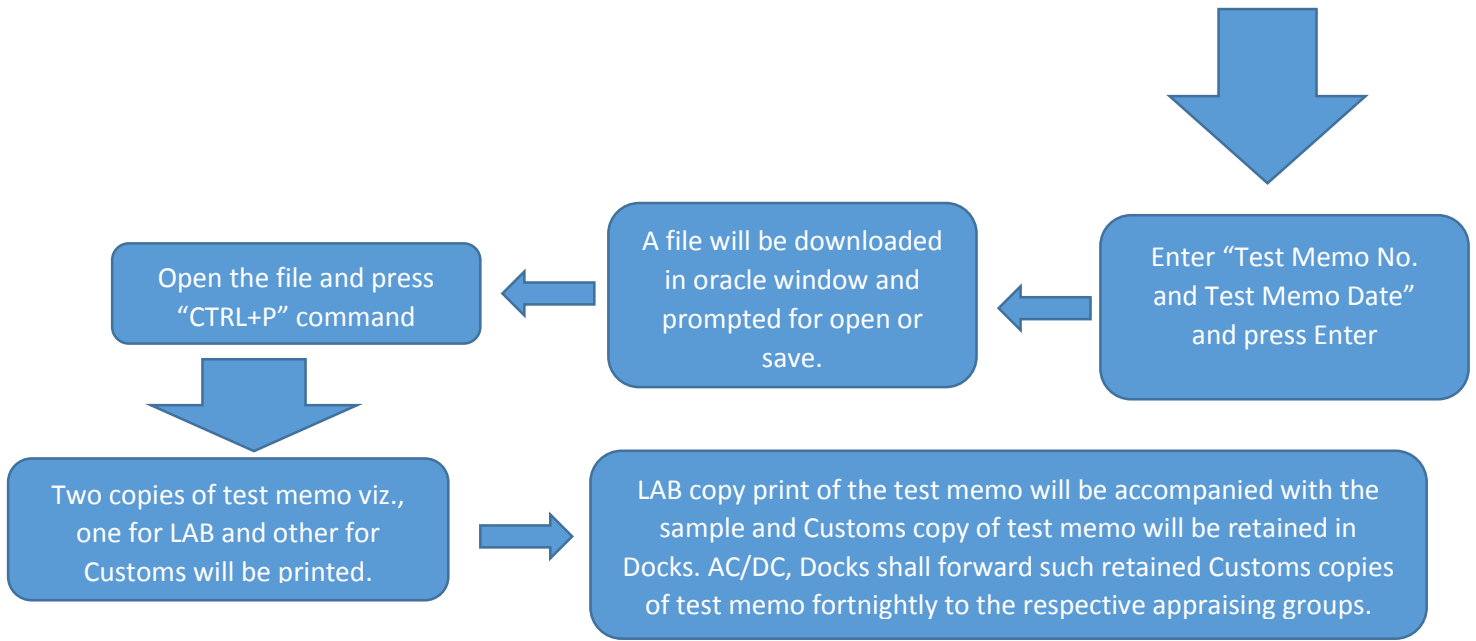 Enter “Test Memo No.
and Test Memo Date”
and press Enter
A file will be downloaded
in oracle window and
prompted for open or
save.
Open the file and press
“CTRL+P” command
Two copies of test memo viz.,
one for LAB and other for
Customs will be printed.
LAB copy print of the test memo will be accompanied with the
sample and Customs copy of test memo will be retained in
Docks. AC/DC, Docks shall forward such retained Customs copies
of test memo fortnightly to the respective appraising groups.